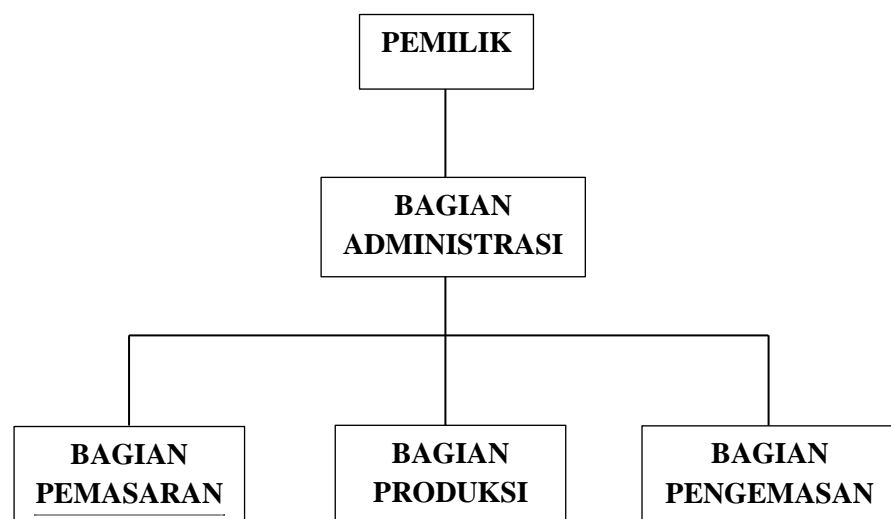 PEMILIK
BAGIAN
ADMINISTRASI
BAGIAN
PEMASARAN
BAGIAN
PRODUKSI
BAGIAN
PENGEMASAN